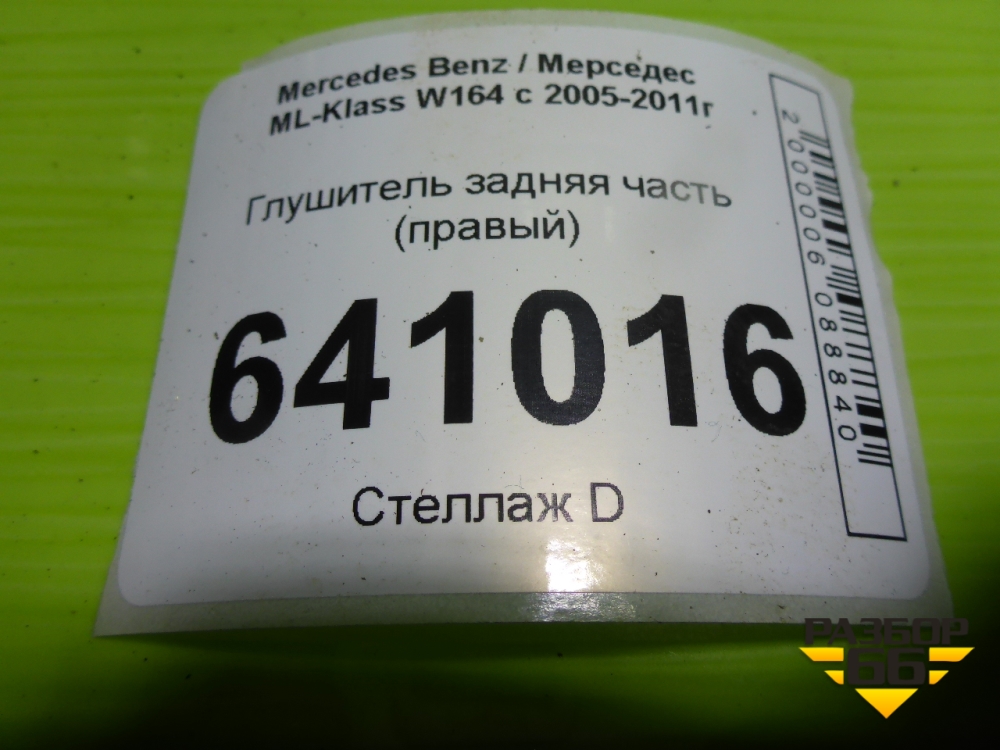 Mercedes Benz / Мерседес
ML-Klass W164 с 2005-2011г
Глушитель задняя часть
(правый)
641016
Стеллаж D
2000006088840
РАЗБОР
66